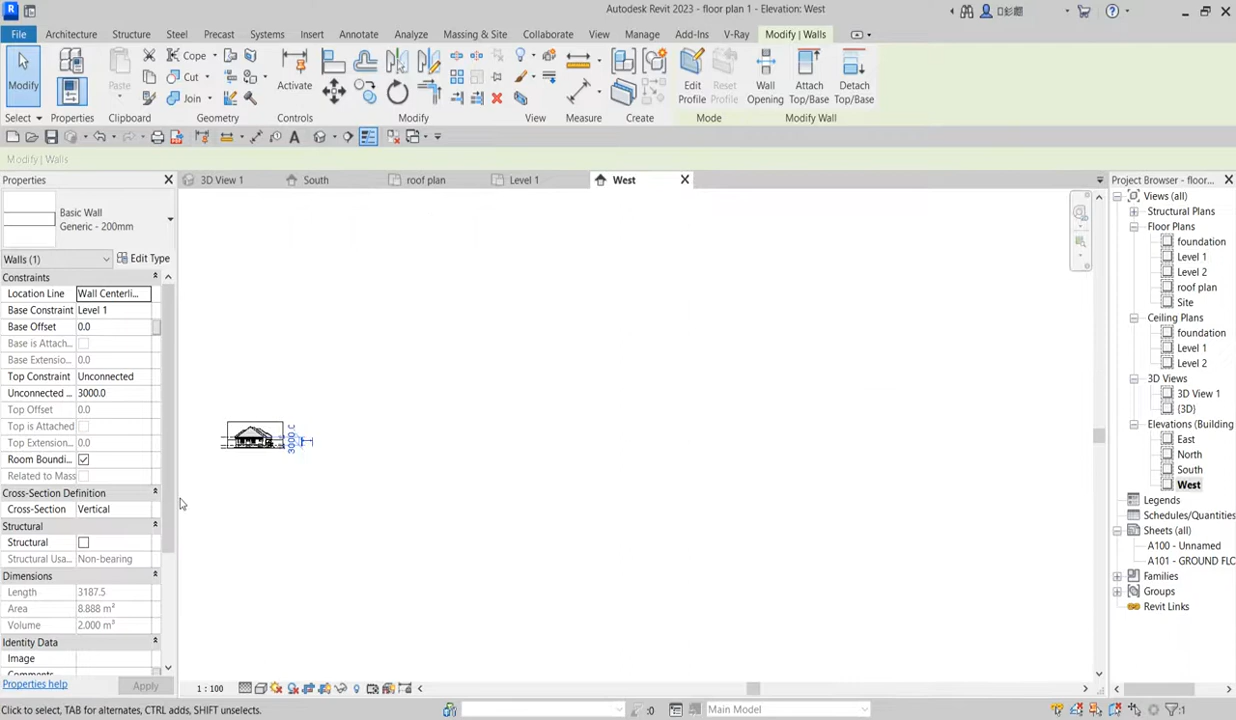 Autodesk Revit 2023 - floor plan 1 - Elevation: West
File Architecture Structure Steel Precast Systems Insert Annotate Analyze Massing & Site Collaborate View Manage Add-Ins V-Ray Modify | Walls
Modify
Paste
Cope
Cut
Join
Activate
Edit Profile
Reset Profile
Wall Opening
Attach Top/Base
Detach Top/Base
Select Properties Clipboard Geometry Controls Modify View Measure Create Mode Modify Wall
Modify | Walls
Properties
3D View 1 South roof plan Level 1 West
Project Browser - floor...
Basic Wall
Generic - 200mm
Walls (1) Edit Type
Constraints
Location Line Wall Centerli...
Base Constraint Level 1
Base Offset 0.0
Base is Attach...
Base Extensio... 0.0
Top Constraint Unconnected
Unconnected ... 3000.0
Top Offset 0.0
Top is Attached
Top Extension... 0.0
Room Boundi...
Related to Mass
Cross-Section Definition
Cross-Section Vertical
Structural
Structural
Structural Usa... Non-bearing
Dimensions
Length 3187.5
Area 8.888 m²
Volume 2.000 m³
Identity Data
Image
Properties help Apply
3000.0
Views (all)
Structural Plans
Floor Plans
foundation
Level 1
Level 2
roof plan
Site
Ceiling Plans
foundation
Level 1
Level 2
3D Views
3D View 1
{3D}
Elevations (Building
East
North
South
West
Legends
Schedules/Quantities
Sheets (all)
A100 - Unnamed
A101 - GROUND FLC
Families
Groups
Revit Links
1 : 100
Click to select, TAB for alternates, CTRL adds, SHIFT unselects.
:0
Main Model
:1